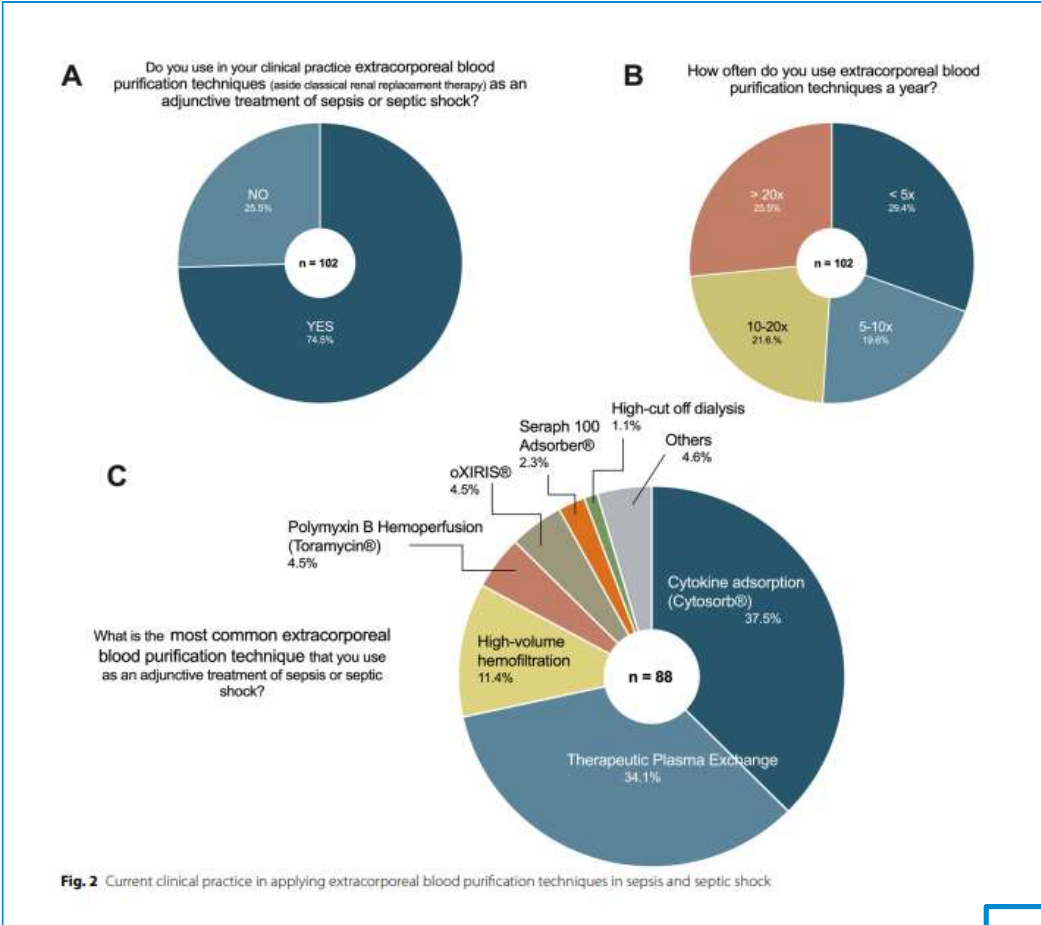 A
Do you use in your clinical practice extracorporeal blood
purification techniques (aside classical renal replacement therapy) as an
adjunctive treatment of sepsis or septic shock?
NO
25.5%
n = 102
YES
74.5%
B
How often do you use extracorporeal blood
purification techniques a year?
> 20x
25.5%
< 5x
29.4%
n = 102
10-20x
21.6.%
5-10x
19.6%
C
What is the most common extracorporeal
blood purification technique that you use
as an adjunctive treatment of sepsis or septic
shock?
High-cut off dialysis
1.1%
Seraph 100
Adsorber®
2.3%
Others
4.6%
oXIRIS®
4.5%
Polymyxin B Hemoperfusion
(Toramycin®)
4.5%
Cytokine adsorption
(Cytosorb®)
37.5%
High-volume
hemofiltration
11.4%
n = 88
Therapeutic Plasma Exchange
34.1%
Fig. 2 Current clinical practice in applying extracorporeal blood purification techniques in sepsis and septic shock